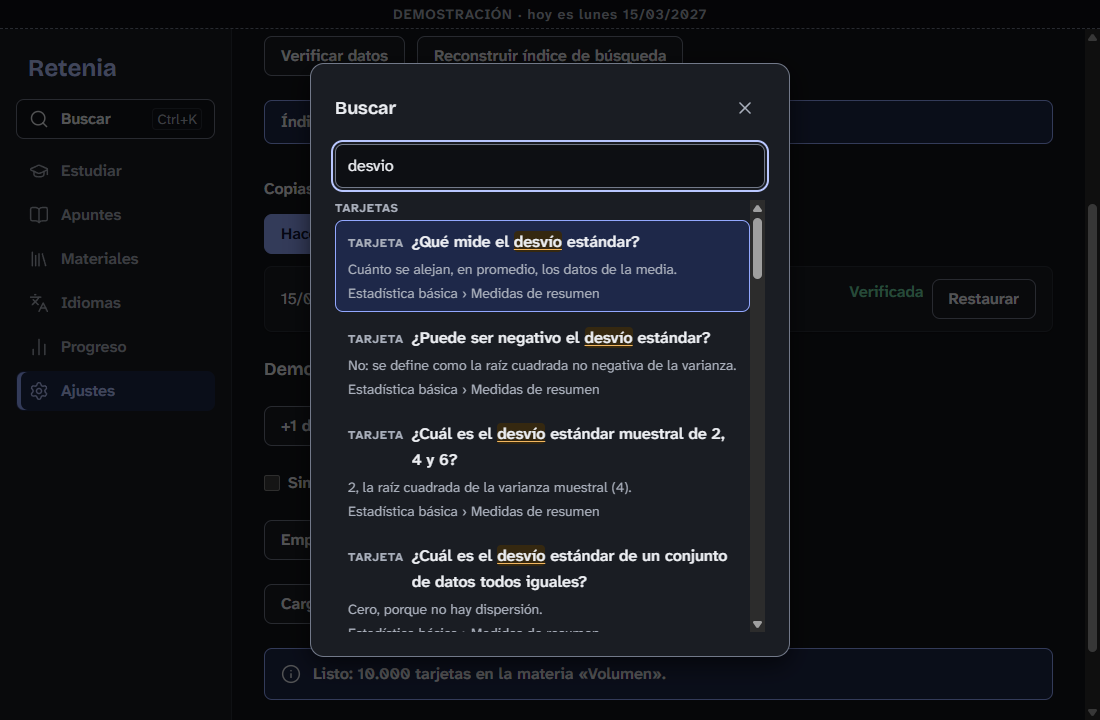 DEMOSTRACIÓN · hoy es lunes 15/03/2027
Retenia
Buscar Ctrl+K
Estudiar
Apuntes
Materiales
Idiomas
Progreso
Ajustes
Verificar datos
Reconstruir índice de búsqueda
Verificada
Restaurar
Buscar
desvio
TARJETAS
TARJETA ¿Qué mide el desvío estándar?
Cuánto se alejan, en promedio, los datos de la media.
Estadística básica › Medidas de resumen
TARJETA ¿Puede ser negativo el desvío estándar?
No: se define como la raíz cuadrada no negativa de la varianza.
Estadística básica › Medidas de resumen
TARJETA ¿Cuál es el desvío estándar muestral de 2,
4 y 6?
2, la raíz cuadrada de la varianza muestral (4).
Estadística básica › Medidas de resumen
TARJETA ¿Cuál es el desvío estándar de un conjunto
de datos todos iguales?
Cero, porque no hay dispersión.
Estadística básica › Medidas de resumen
Listo: 10.000 tarjetas en la materia «Volumen».